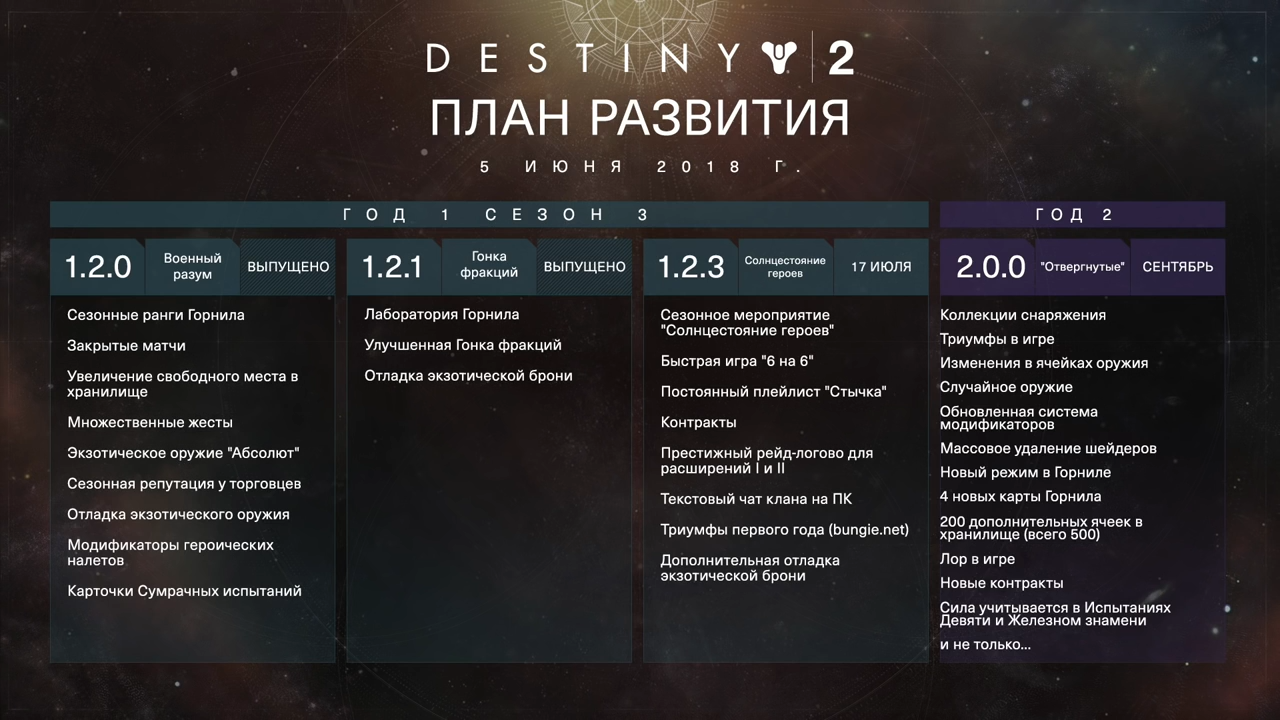 DESTINY 2
ПЛАН РАЗВИТИЯ
5 ИЮНЯ 2018 Г.
ГОД 1 СЕЗОН 3
1.2.0
Военный
разум
ВЫПУЩЕНО
Сезонные ранги Горнила
Закрытые матчи
Увеличение свободного места в
хранилище
Множественные жесты
Экзотическое оружие "Абсолют"
Сезонная репутация у торговцев
Отладка экзотического оружия
Модификаторы героических
налетов
Карточки Сумрачных испытаний
1.2.1
Гонка
фракций
ВЫПУЩЕНО
Лаборатория Горнила
Улучшенная Гонка фракций
Отладка экзотической брони
1.2.3
Солнцестояние
героев
17 ИЮЛЯ
Сезонное мероприятие
"Солнцестояние героев"
Быстрая игра "6 на 6"
Постоянный плейлист "Стычка"
Контракты
Престижный рейд-логово для
расширений I и II
Текстовый чат клана на ПК
Триумфы первого года (bungie.net)
Дополнительная отладка
экзотической брони
ГОД 2
2.0.0
"Отвергнутые"
СЕНТЯБРЬ
Коллекции снаряжения
Триумфы в игре
Изменения в ячейках оружия
Случайное оружие
Обновленная система
модификаторов
Массовое удаление шейдеров
Новый режим в Горниле
4 новых карты Горнила
200 дополнительных ячеек в
хранилище (всего 500)
Лор в игре
Новые контракты
Сила учитывается в Испытаниях
Девяти и Железном знамени
и не только...